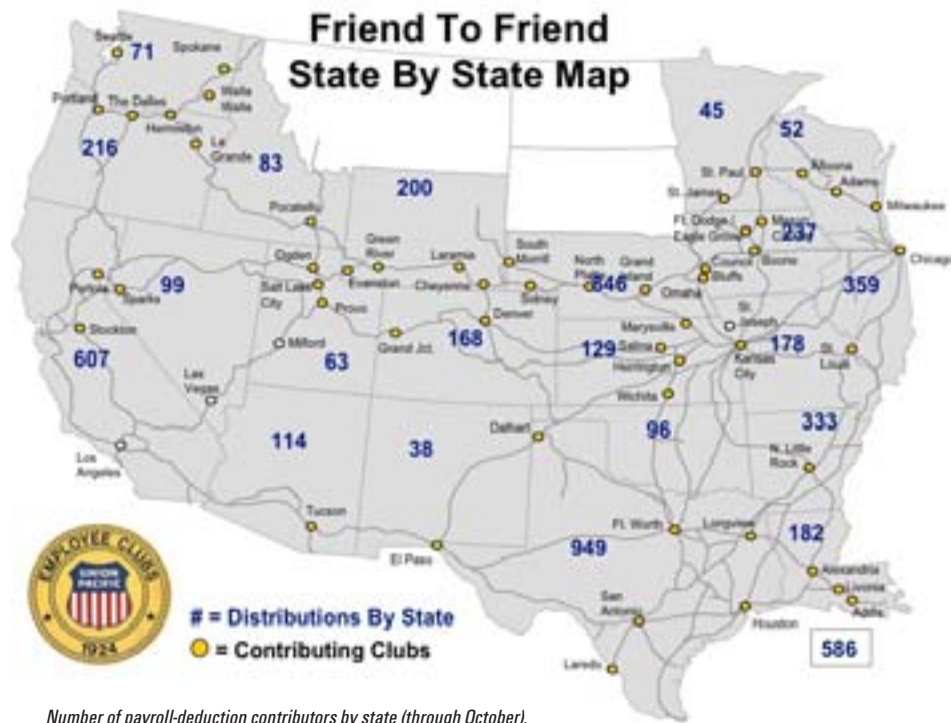 Friend To Friend
State By State Map
Seattle
71
Spokane
Walla
Walla
Portland
The Dalles
Hermiston
La
Grande
216
83
Pocatello
200
45
52
St. Paul
Altoona
Adams
St. James
Milwaukee
Ft. Dodge /
Eagle Grove
Mason
City
237
Boone
Chicago
Ogden
Green
River
Evanston
Laramie
South
Morrill
North
Platte
846
Grand
Island
Council
Bluffs
Omaha
359
Portola
Sparks
99
Salt Lake
City
Provo
Cheyenne
Sidney
Denver
Stockton
607
Milford
63
Grand Jct.
168
Marysville
129
Salina
Herington
St.
Joseph
Kansas
City
178
St.
Louis
Las
Vegas
Wichita
Los
Angeles
114
38
Dalhart
96
333
N. Little
Rock
Tucson
El Paso
Ft. Worth
Longview
949
182
Alexandria
Livonia
Addis
San
Antonio
Houston
Laredo
586
EMPLOYEE CLUBS
UNION
PACIFIC
1924
# = Distributions By State
= Contributing Clubs
Number of payroll-deduction contributors by state (through October).